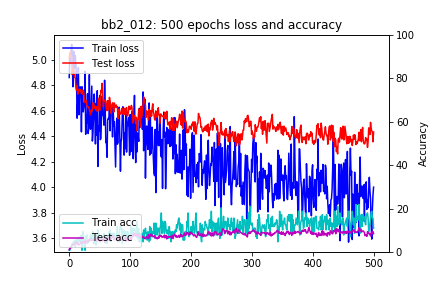 bb2_012: 500 epochs loss and accuracy
Train loss
Test loss
Train acc
Test acc
Loss
5.0
4.8
4.6
4.4
4.2
4.0
3.8
3.6
Accuracy
100
80
60
40
20
0
0 100 200 300 400 500